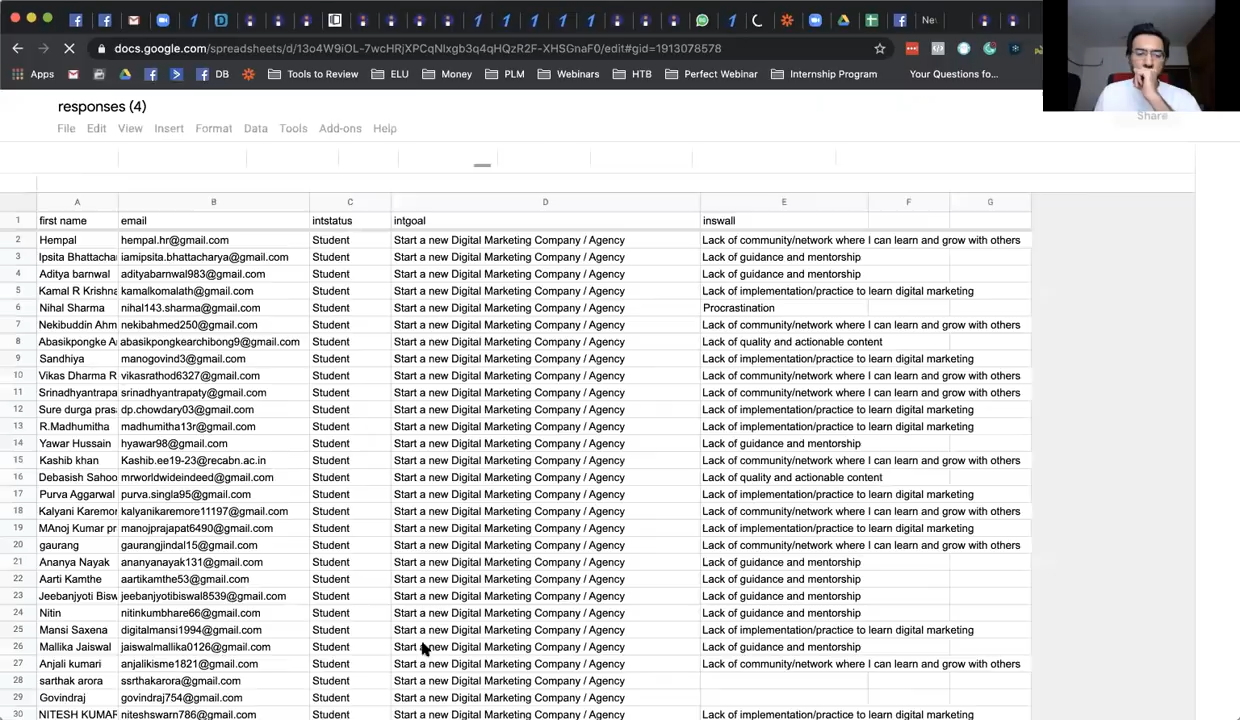 Nev
docs.google.com/spreadsheets/d/13o4W9iOL-7wcHRjXPCqNlxgb3q4qHQzR2F-XHSGnaF0/edit#gid=1913078578
Apps DB Tools to Review ELU Money PLM Webinars HTB Perfect Webinar Internship Program Your Questions fo...
responses (4)
Share
File Edit View Insert Format Data Tools Add-ons Help
A B C D E F G
1 first name email intstatus intgoal inswall
2 Hempal hempal.hr@gmail.com Student Start a new Digital Marketing Company / Agency Lack of community/network where I can learn and grow with others
3 Ipsita Bhattacha iamipsita.bhattacharya@gmail.com Student Start a new Digital Marketing Company / Agency Lack of guidance and mentorship
4 Aditya barnwal adityabarnwal983@gmail.com Student Start a new Digital Marketing Company / Agency Lack of guidance and mentorship
5 Kamal R Krishna kamalkomalath@gmail.com Student Start a new Digital Marketing Company / Agency Lack of implementation/practice to learn digital marketing
6 Nihal Sharma nihal143.sharma@gmail.com Student Start a new Digital Marketing Company / Agency Procrastination
7 Nekibuddin Ahm nekibahmed250@gmail.com Student Start a new Digital Marketing Company / Agency Lack of community/network where I can learn and grow with others
8 Abasikpongke A abasikpongkearchibong9@gmail.com Student Start a new Digital Marketing Company / Agency Lack of quality and actionable content
9 Sandhiya manogovind3@gmail.com Student Start a new Digital Marketing Company / Agency Lack of implementation/practice to learn digital marketing
10 Vikas Dharma R vikasrathod6327@gmail.com Student Start a new Digital Marketing Company / Agency Lack of community/network where I can learn and grow with others
11 Srinadhyantrapa srinadhyantrapaty@gmail.com Student Start a new Digital Marketing Company / Agency Lack of community/network where I can learn and grow with others
12 Sure durga pras dp.chowdary03@gmail.com Student Start a new Digital Marketing Company / Agency Lack of implementation/practice to learn digital marketing
13 R.Madhumitha madhumitha13r@gmail.com Student Start a new Digital Marketing Company / Agency Lack of implementation/practice to learn digital marketing
14 Yawar Hussain hyawar98@gmail.com Student Start a new Digital Marketing Company / Agency Lack of guidance and mentorship
15 Kashib khan Kashib.ee19-23@recabn.ac.in Student Start a new Digital Marketing Company / Agency Lack of community/network where I can learn and grow with others
16 Debasish Sahoo mrworldwideindeed@gmail.com Student Start a new Digital Marketing Company / Agency Lack of quality and actionable content
17 Purva Aggarwal purva.singla95@gmail.com Student Start a new Digital Marketing Company / Agency Lack of implementation/practice to learn digital marketing
18 Kalyani Karemor kalyanikaremore11197@gmail.com Student Start a new Digital Marketing Company / Agency Lack of community/network where I can learn and grow with others
19 MAnoj Kumar pr manojprajapat6490@gmail.com Student Start a new Digital Marketing Company / Agency Lack of implementation/practice to learn digital marketing
20 gaurang gaurangjindal15@gmail.com Student Start a new Digital Marketing Company / Agency Lack of community/network where I can learn and grow with others
21 Ananya Nayak ananyanayak131@gmail.com Student Start a new Digital Marketing Company / Agency Lack of guidance and mentorship
22 Aarti Kamthe aartikamthe53@gmail.com Student Start a new Digital Marketing Company / Agency Lack of guidance and mentorship
23 Jeebanjyoti Bisw jeebanjyotibiswal8539@gmail.com Student Start a new Digital Marketing Company / Agency Lack of guidance and mentorship
24 Nitin nitinkumbhare66@gmail.com Student Start a new Digital Marketing Company / Agency Lack of guidance and mentorship
25 Mansi Saxena digitalmansi1994@gmail.com Student Start a new Digital Marketing Company / Agency Lack of implementation/practice to learn digital marketing
26 Mallika Jaiswal jaiswalmallika0126@gmail.com Student Start a new Digital Marketing Company / Agency Lack of guidance and mentorship
27 Anjali kumari anjalikisme1821@gmail.com Student Start a new Digital Marketing Company / Agency Lack of community/network where I can learn and grow with others
28 sarthak arora ssrthakarora@gmail.com Student Start a new Digital Marketing Company / Agency
29 Govindraj govindraj754@gmail.com Student Start a new Digital Marketing Company / Agency
30 NITESH KUMAR niteshswarn786@gmail.com Student Start a new Digital Marketing Company / Agency Lack of implementation/practice to learn digital marketing